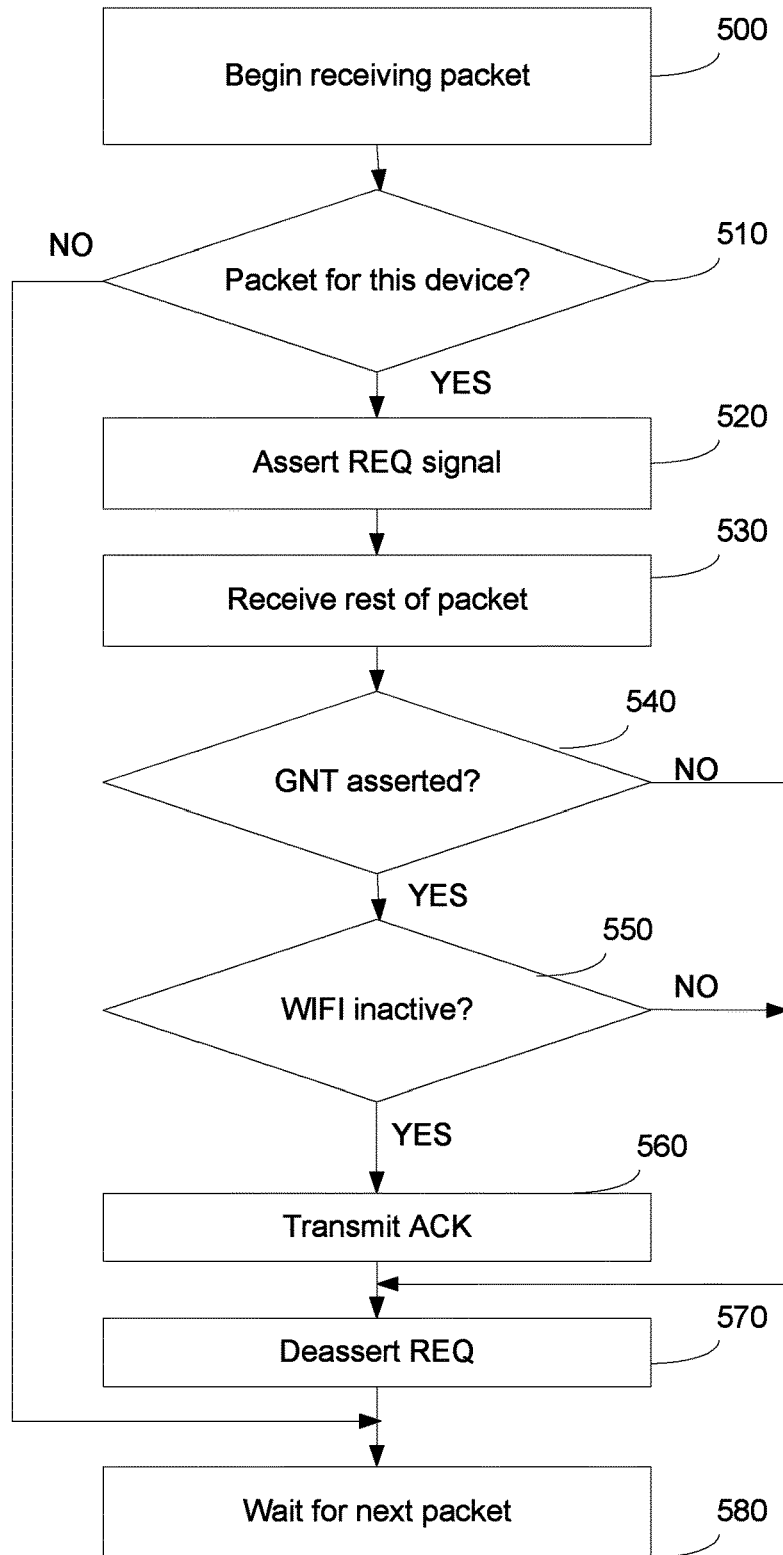 Begin receiving packet
500
NO
Packet for this device?
510
YES
Assert REQ signal
520
Receive rest of packet
530
GNT asserted?
540
NO
YES
WIFI inactive?
550
NO
YES
Transmit ACK
560
Deassert REQ
570
Wait for next packet
580